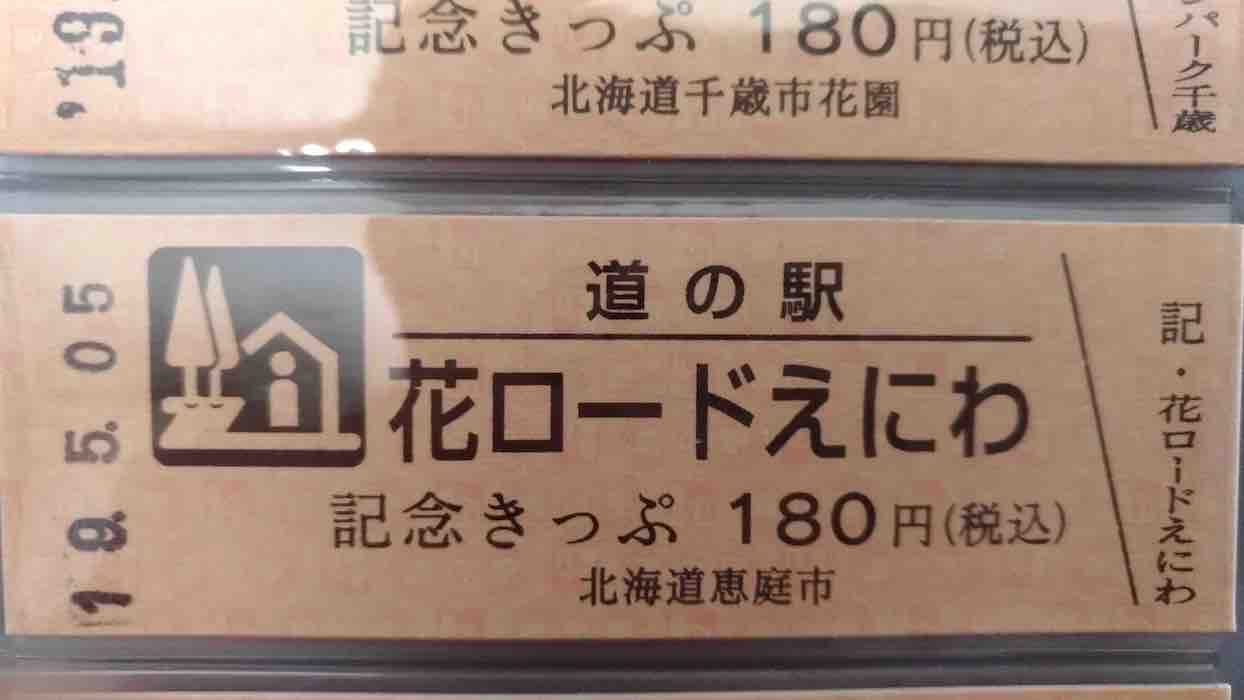 '19
記念きっぷ 180円(税込)
北海道千歳市花園
パーク千歳
19.5.05
道の駅
花ロードえにわ
記念きっぷ 180円(税込)
北海道恵庭市
記・花ロードえにわ